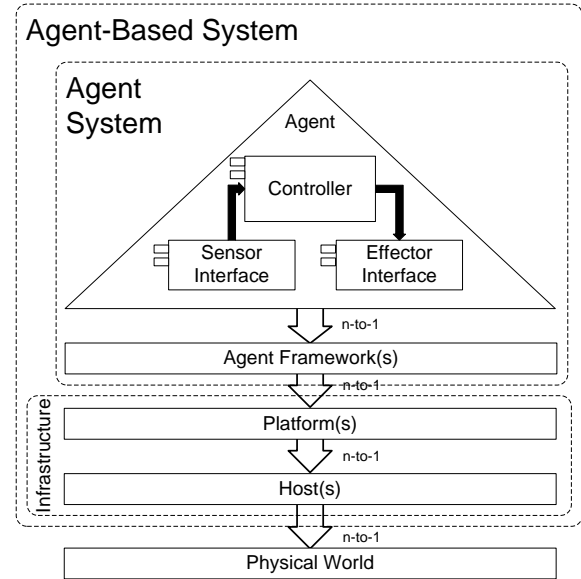 Agent-Based System
Agent
System
Agent
Controller
Sensor
Interface
Effector
Interface
n-to-1
Agent Framework(s)
n-to-1
Infrastructure
Platform(s)
n-to-1
Host(s)
n-to-1
Physical World